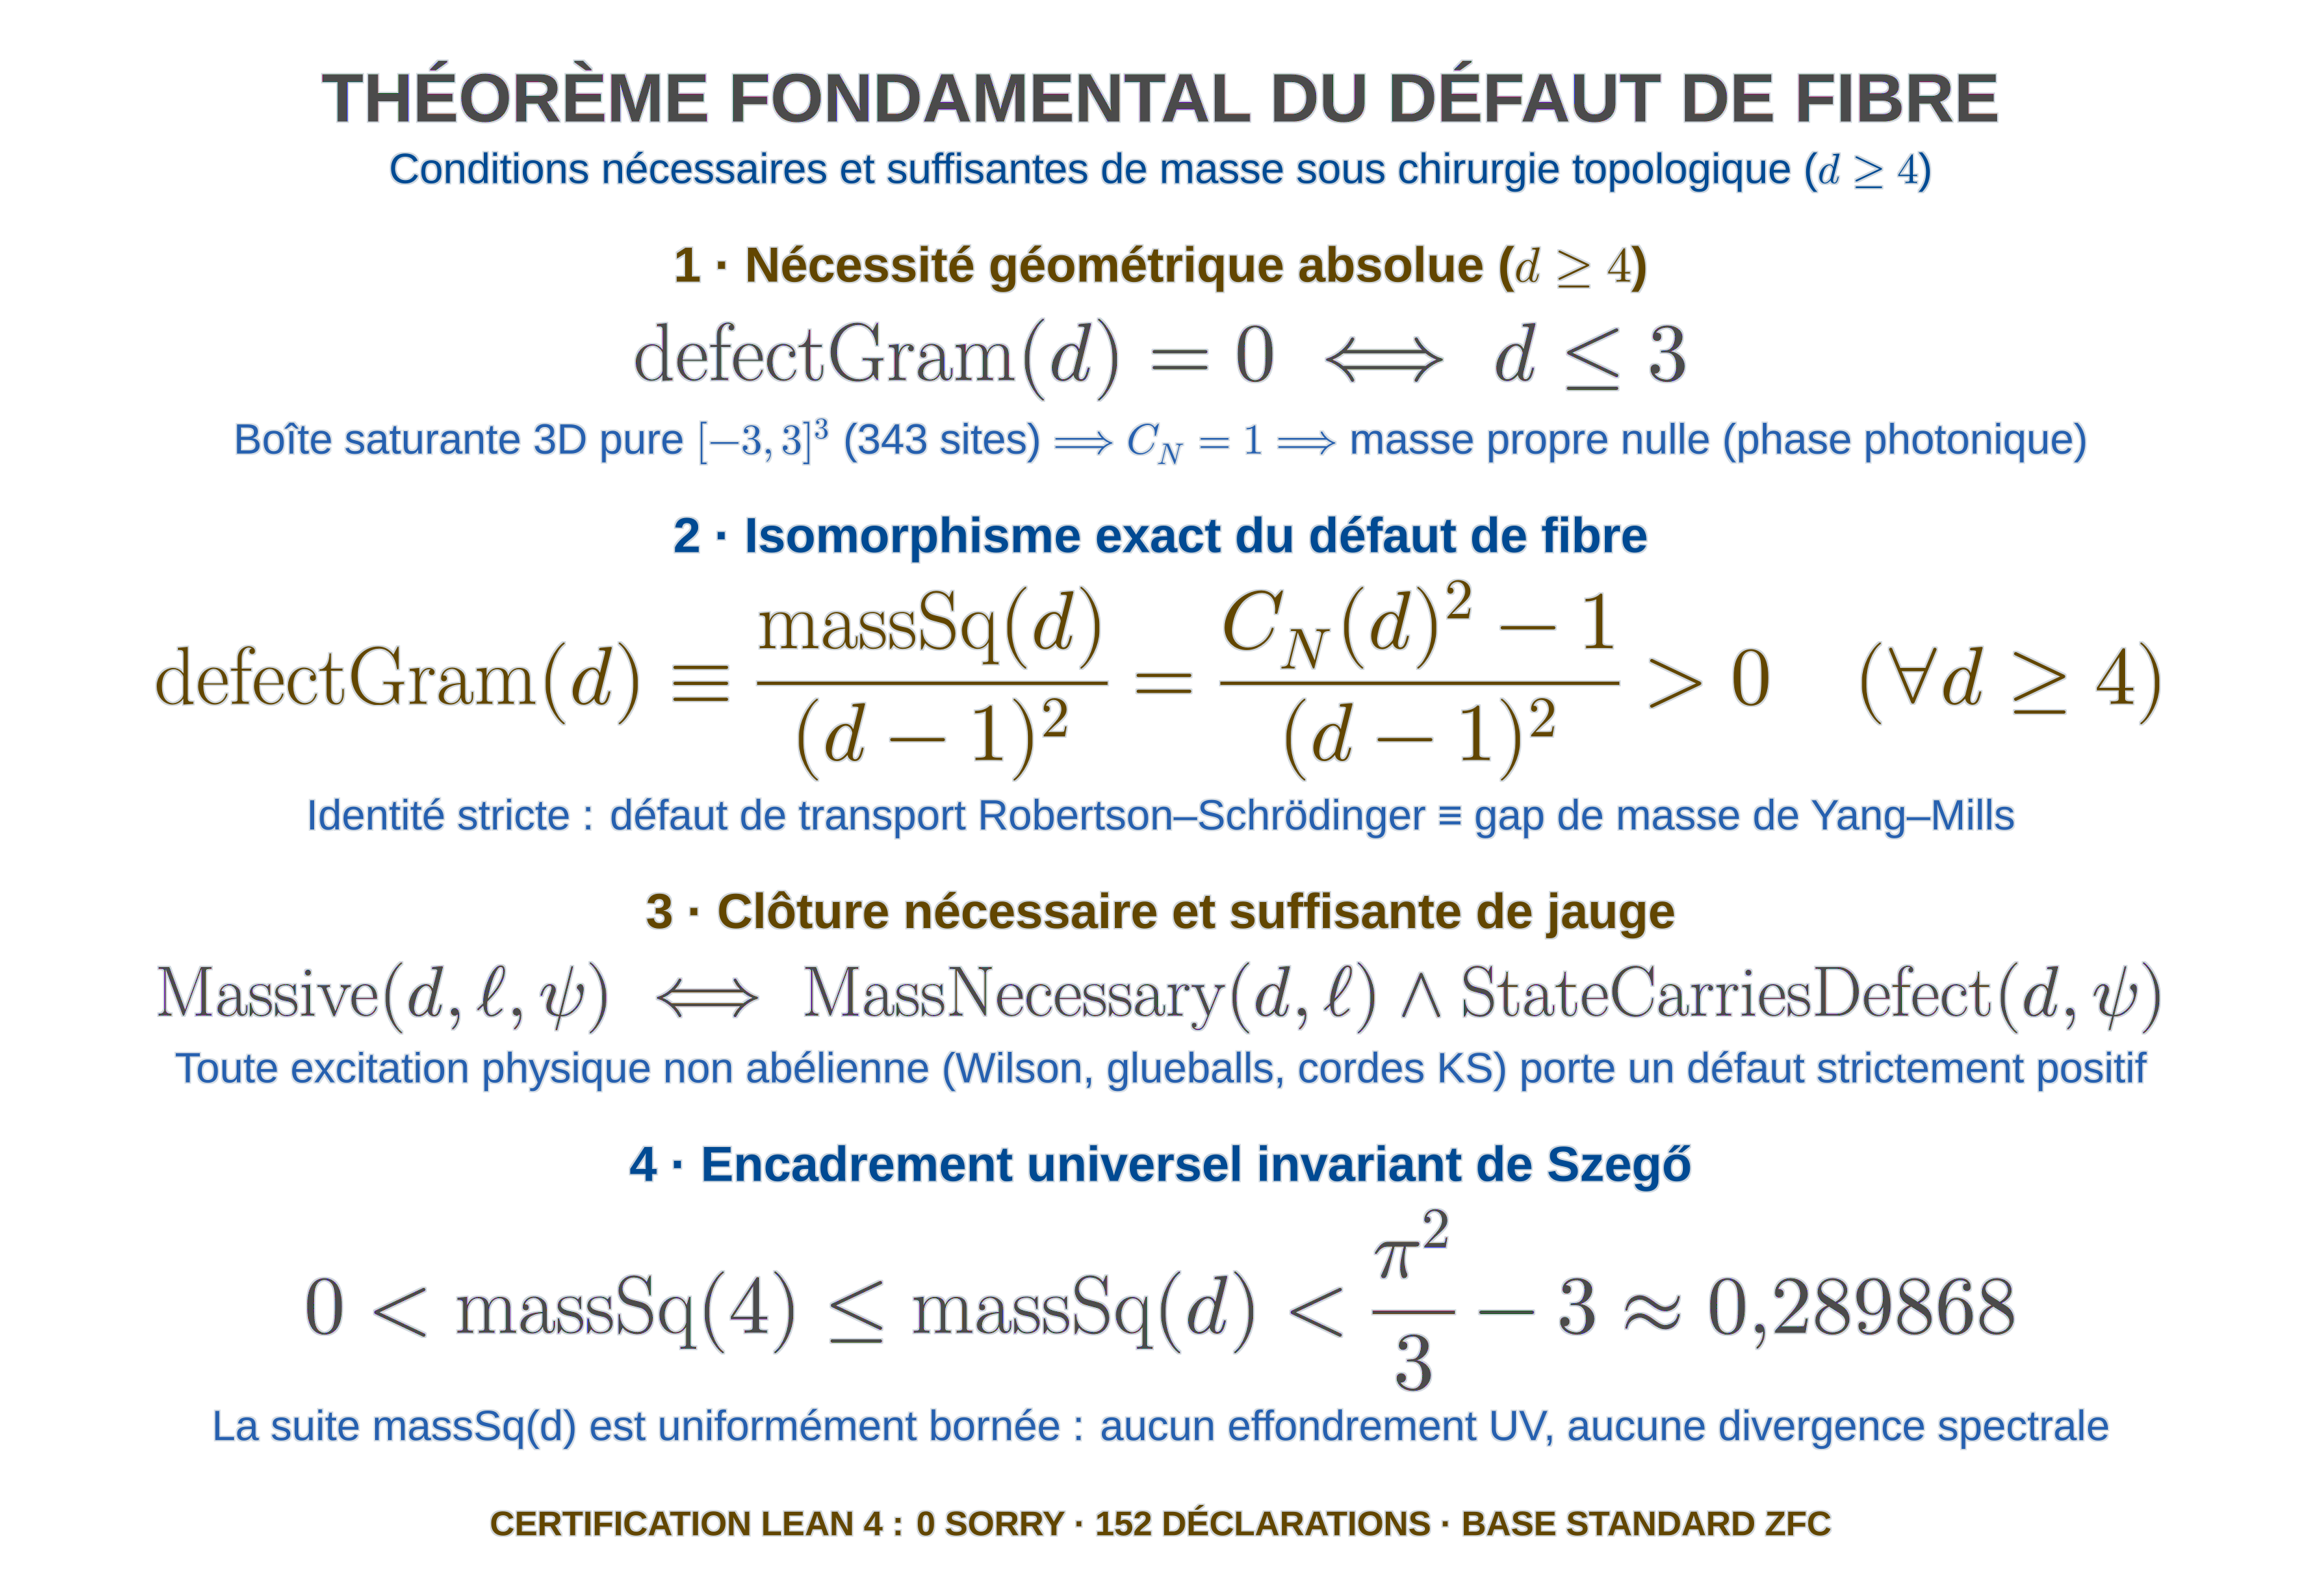 THÉORÈME FONDAMENTAL DU DÉFAUT DE FIBRE
Conditions nécessaires et suffisantes de masse sous chirurgie topologique (d ≥ 4)
1 · Nécessité géométrique absolue (d ≥ 4)
defectGram(d) = 0 ⟺ d ≤ 3
Boîte saturante 3D pure [−3, 3]³ (343 sites) ⟹ C_N = 1 ⟹ masse propre nulle (phase photonique)
2 · Isomorphisme exact du défaut de fibre
defectGram(d) ≡ massSq(d) / (d − 1)² = (C_N(d)² − 1) / (d − 1)² > 0 (∀d ≥ 4)
Identité stricte : défaut de transport Robertson–Schrödinger ≡ gap de masse de Yang–Mills
3 · Clôture nécessaire et suffisante de jauge
Massive(d, ℓ, ψ) ⟺ MassNecessary(d, ℓ) ∧ StateCarriesDefect(d, ψ)
Toute excitation physique non abélienne (Wilson, glueballs, cordes KS) porte un défaut strictement positif
4 · Encadrement universel invariant de Szegő
0 < massSq(4) ≤ massSq(d) < π²/3 − 3 ≈ 0,289868
La suite massSq(d) est uniformément bornée : aucun effondrement UV, aucune divergence spectrale
CERTIFICATION LEAN 4 : 0 SORRY · 152 DÉCLARATIONS · BASE STANDARD ZFC